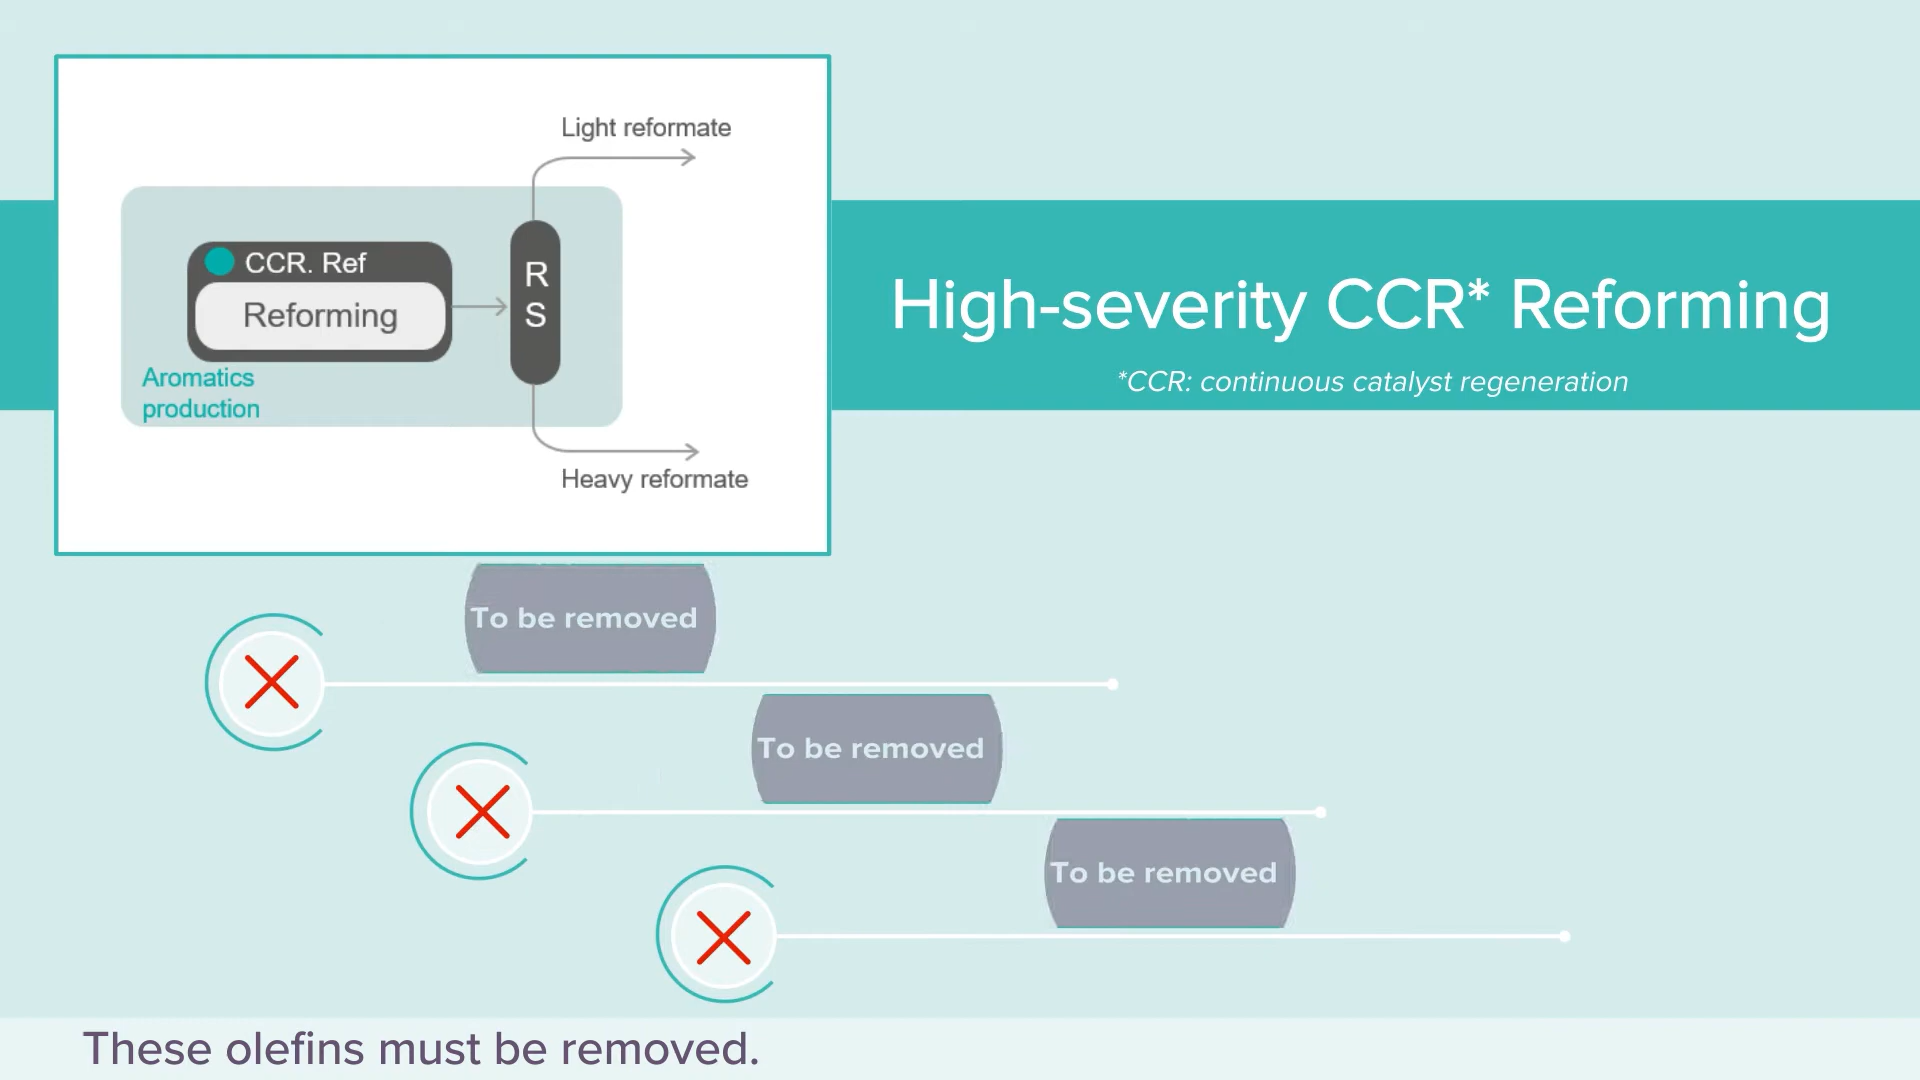 Light reformate
CCR. Ref
Reforming
R
S
Aromatics
production
Heavy reformate
High-severity CCR* Reforming
*CCR: continuous catalyst regeneration
To be removed
To be removed
To be removed
These olefins must be removed.